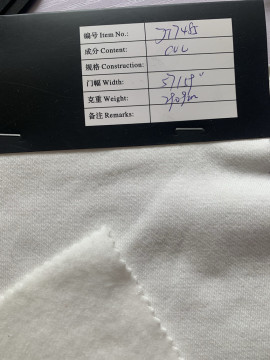 编号 Item No.:
成分 Content: CVC
规格 Construction:
门幅 Width: 57/58"
克重 Weight:
备注 Remarks: